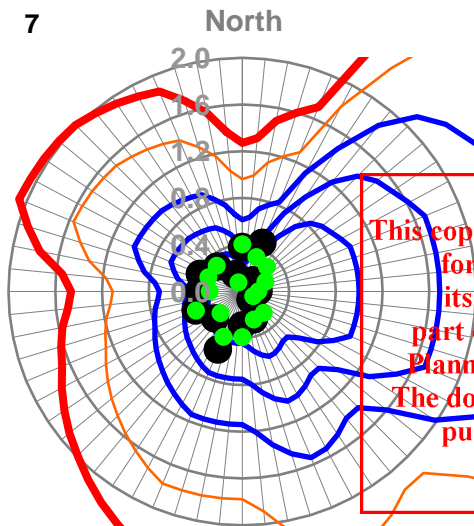 7
North
2.0
1.6
1.2
0.8
0.4
0.0
This cop
for
its
part
Plann
The do
pu